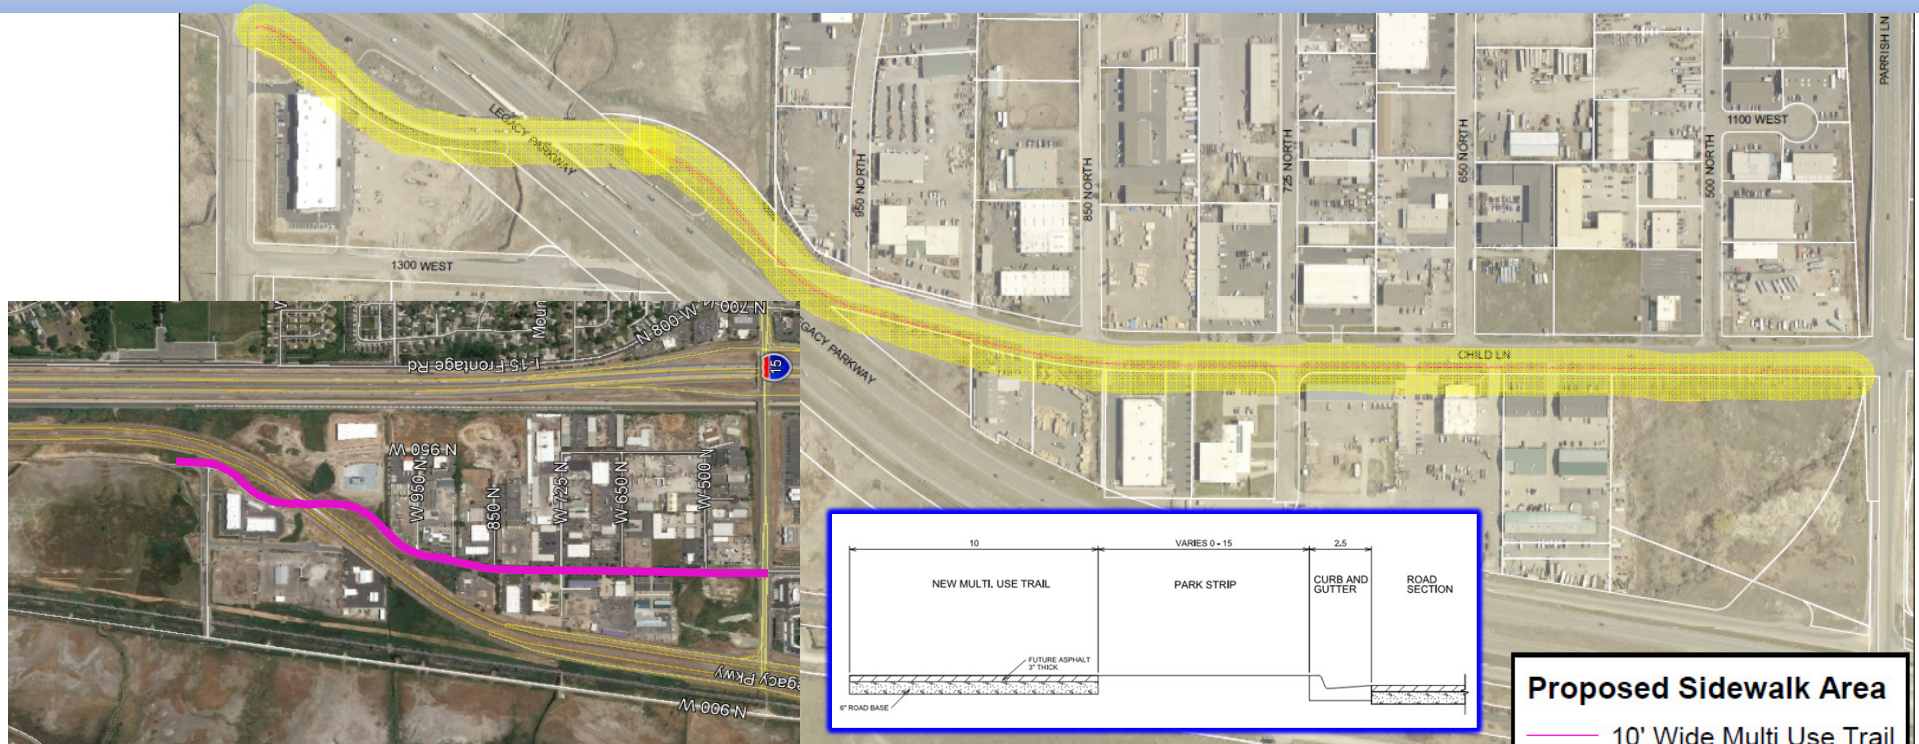 PARRISH LN
LEGACY PARKWAY
1100 WEST
950 NORTH
850 NORTH
725 NORTH
650 NORTH
500 NORTH
1300 WEST
LEGACY PARKWAY
CHILD LN
N 800 W
N 700
Moun
I-15 Frontage Rd
15
N 950 W
W 950 N
850 N
W 725 N
W 650 N
W 500 N
egacy Pkwy
N 900 W
10
VARIES 0 - 15
2.5
NEW MULTI. USE TRAIL
PARK STRIP
CURB AND
GUTTER
ROAD
SECTION
FUTURE ASPHALT
3" THICK
6" ROAD BASE
Proposed Sidewalk Area
10' Wide Multi Use Trail